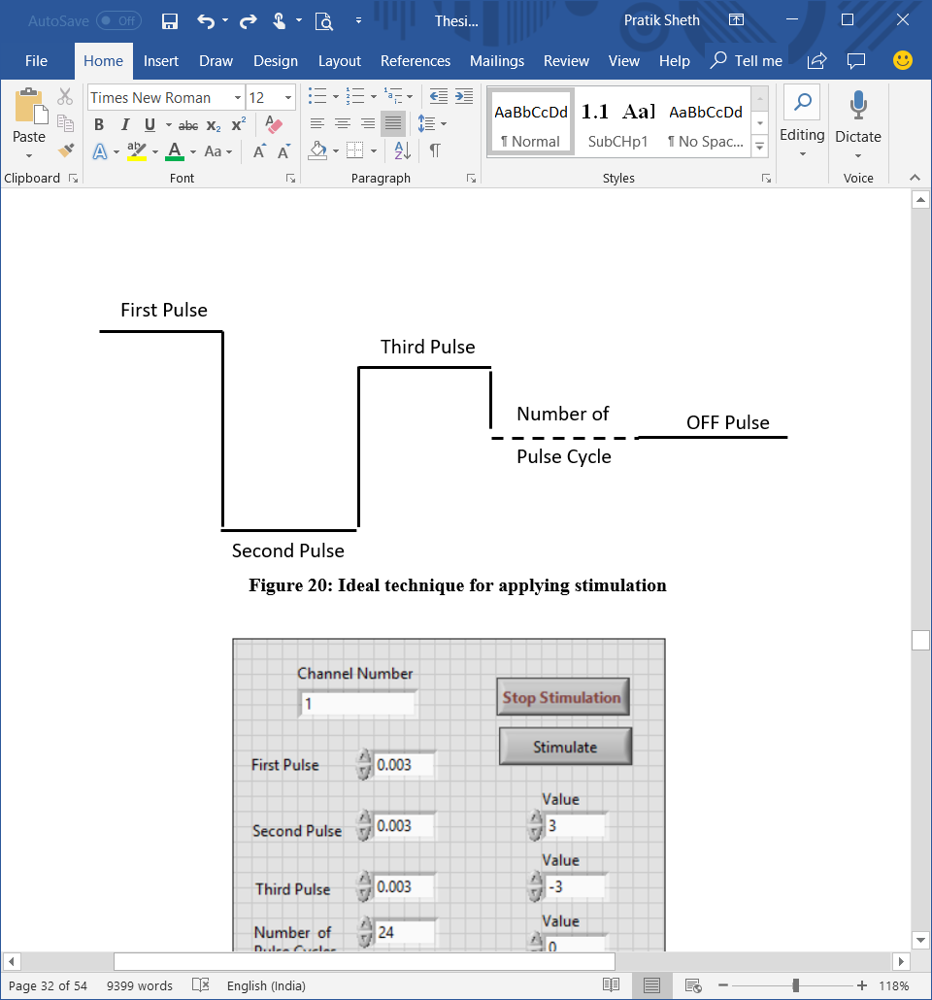 AutoSave Off Thesi... Pratik Sheth
File Home Insert Draw Design Layout References Mailings Review View Help Tell me
Paste
Clipboard
Times New Roman 12
B I U abc x₂ x²
A ab A Aa A A
Font
Paragraph
AaBbCcDd 1.1 AaI AaBbCcDd
¶ Normal SubCHp1 ¶ No Spac...
Styles
Editing
Dictate
Voice
First Pulse
Third Pulse
Number of
Pulse Cycle
OFF Pulse
Second Pulse
Figure 20: Ideal technique for applying stimulation
Channel Number
1
Stop Stimulation
Stimulate
First Pulse 0.003
Value
Second Pulse 0.003 3
Value
Third Pulse 0.003 -3
Value
Number of 24
Pulse Cycles 0
Page 32 of 54 9399 words English (India) 118%